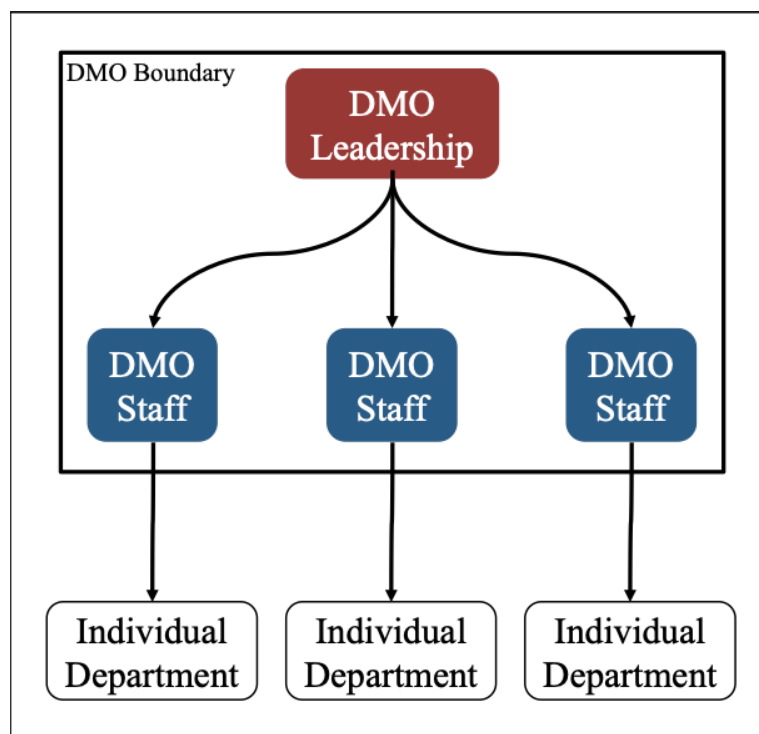 DMO Boundary
DMO
Leadership
DMO
Staff
DMO
Staff
DMO
Staff
Individual
Department
Individual
Department
Individual
Department